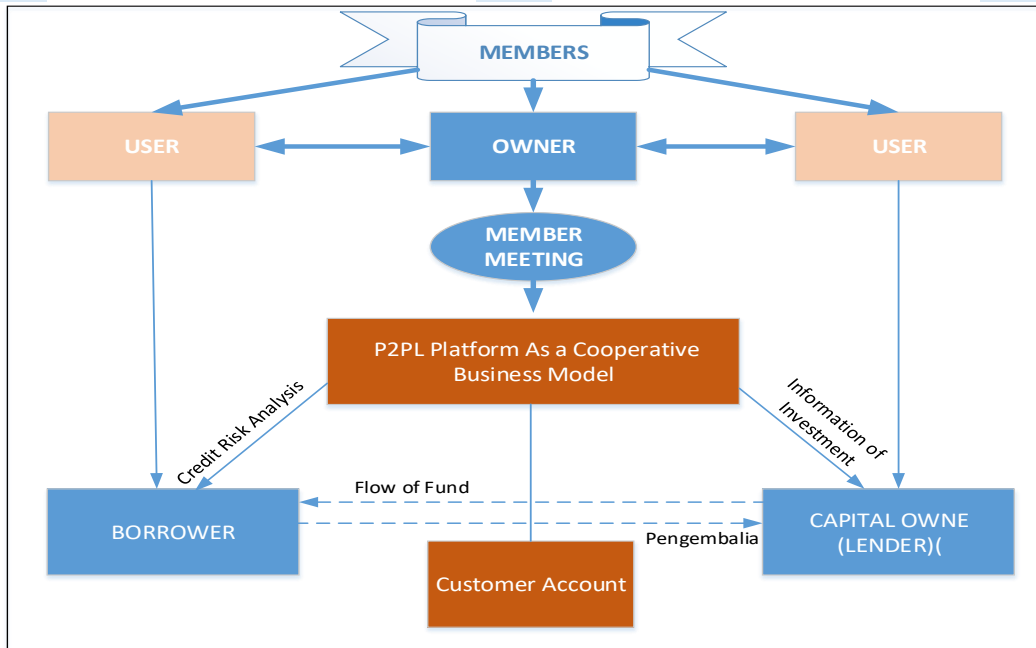 MEMBERS
USER
OWNER
USER
MEMBER
MEETING
P2PL Platform As a Cooperative
Business Model
Credit Risk Analysis
Information of
Investment
Flow of Fund
BORROWER
Pengembalia
CAPITAL OWNE
(LENDER)(
Customer Account